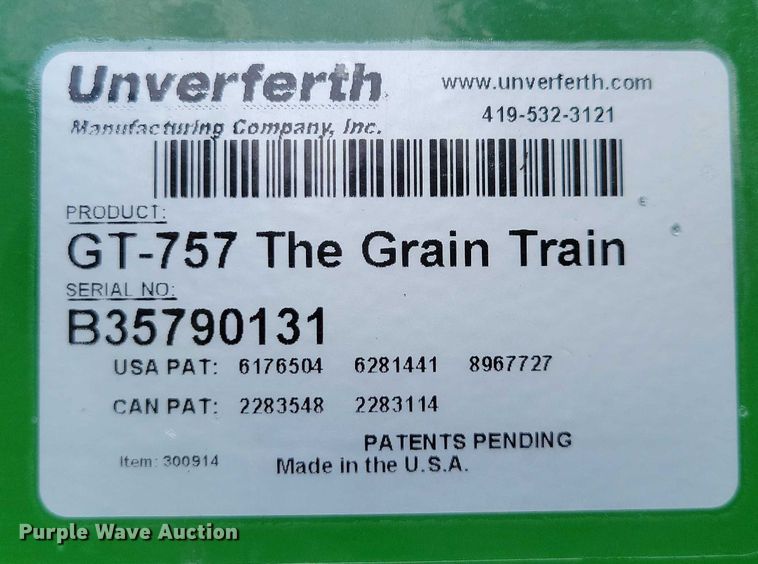 Unverferth
Manufacturing Company, Inc.
www.unverferth.com
419-532-3121
PRODUCT:
GT-757 The Grain Train
SERIAL NO:
B35790131
USA PAT: 6176504 6281441 8967727
CAN PAT: 2283548 2283114
PATENTS PENDING
Item: 300914
Made in the U.S.A.
Purple Wave Auction